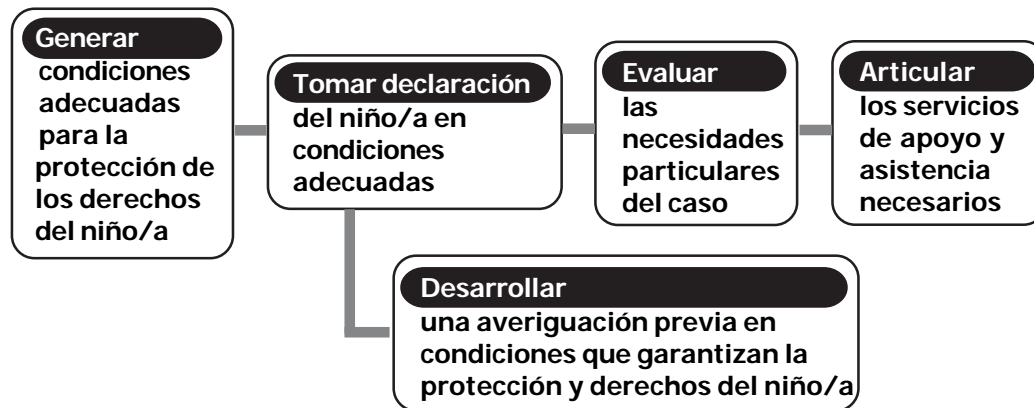 Generar
condiciones
adecuadas
para la
protección de
los derechos
del niño/a
Tomar declaración
del niño/a en
condiciones
adecuadas
Evaluar
las
necesidades
particulares
del caso
Articular
los servicios
de apoyo y
asistencia
necesarios
Desarrollar
una averiguación previa en
condiciones que garantizan la
protección y derechos del niño/a